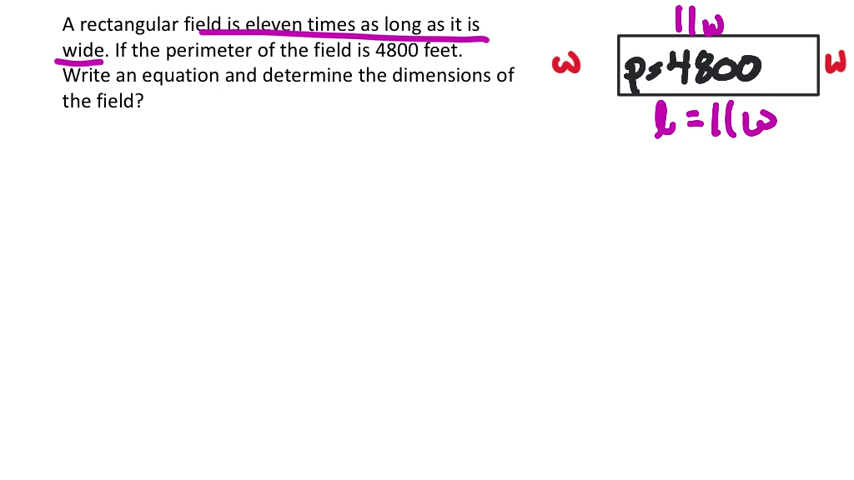 A rectangular field is eleven times as long as it is
wide. If the perimeter of the field is 4800 feet.
Write an equation and determine the dimensions of
the field?
11w
w
p=4800
w
l = 11w